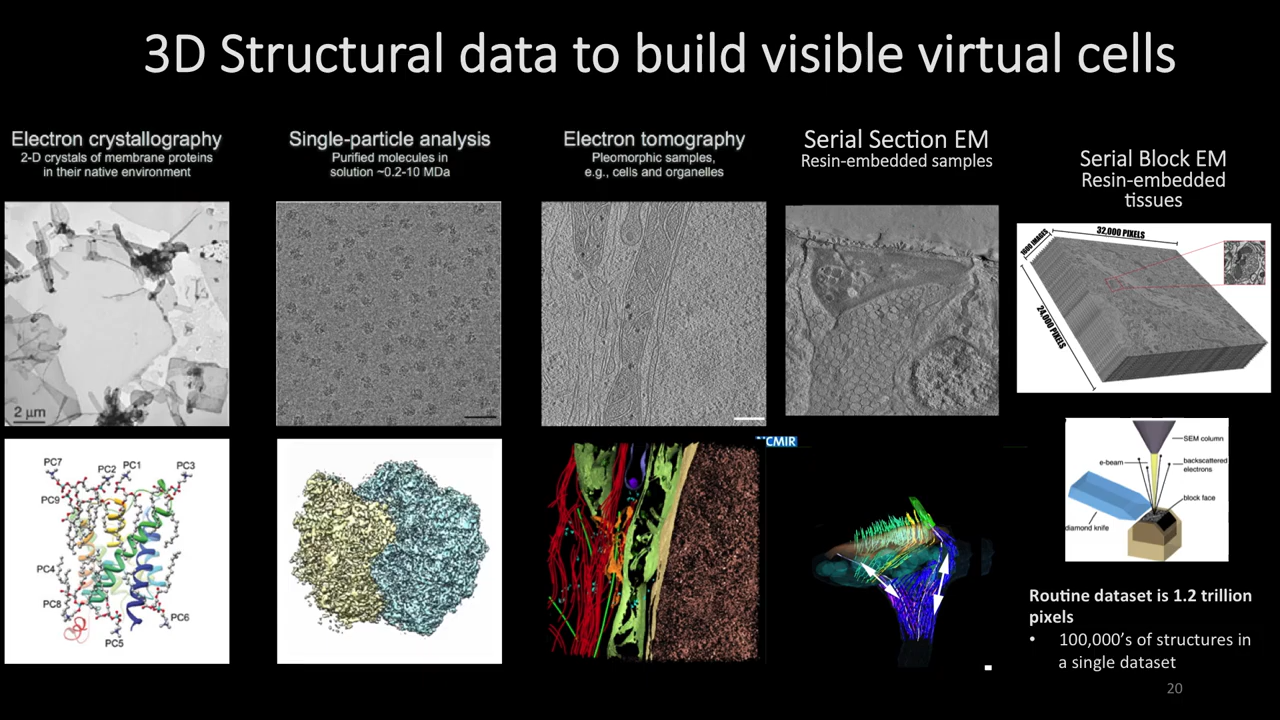 3D Structural data to build visible virtual cells
Electron crystallography
2-D crystals of membrane proteins
in their native environment
Single-particle analysis
Purified molecules in
solution ~0.2-10 MDa
Electron tomography
Pleomorphic samples,
e.g., cells and organelles
Serial Section EM
Resin-embedded samples
Serial Block EM
Resin-embedded
tissues
2 μm
1600 IMAGES
32,000 PIXELS
24,000 PIXELS
PC7
PC2
PC1
PC3
PC9
PC4
PC8
PC6
PC5
NCMIR
SEM column
e-beam
backscattered
electrons
block face
diamond knife
Routine dataset is 1.2 trillion
pixels
• 100,000’s of structures in
a single dataset
20